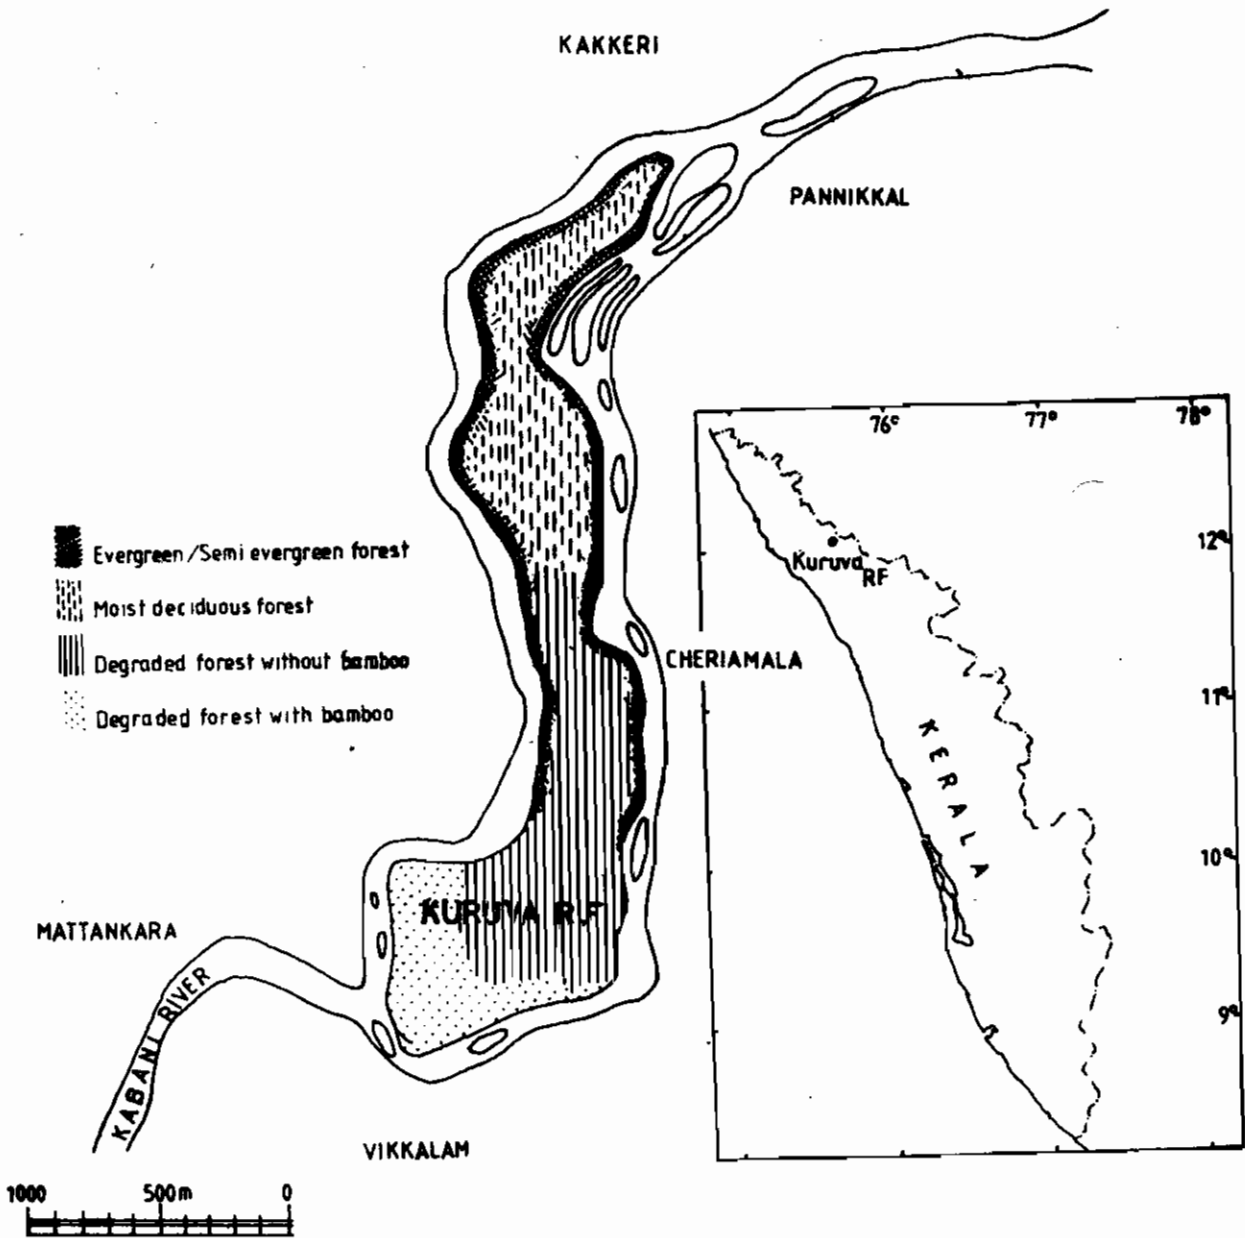 KAKKERI
PANNIKKAL
76°
77°
78°
12°
Kuruva
RF
Evergreen/Semi evergreen forest
Moist deciduous forest
Degraded forest without bamboo
Degraded forest with bamboo
CHERIAMALA
11°
KERALA
10°
KURUVA R.F
MATTANKARA
9°
KABANI RIVER
VIKKALAM
1000 500m 0